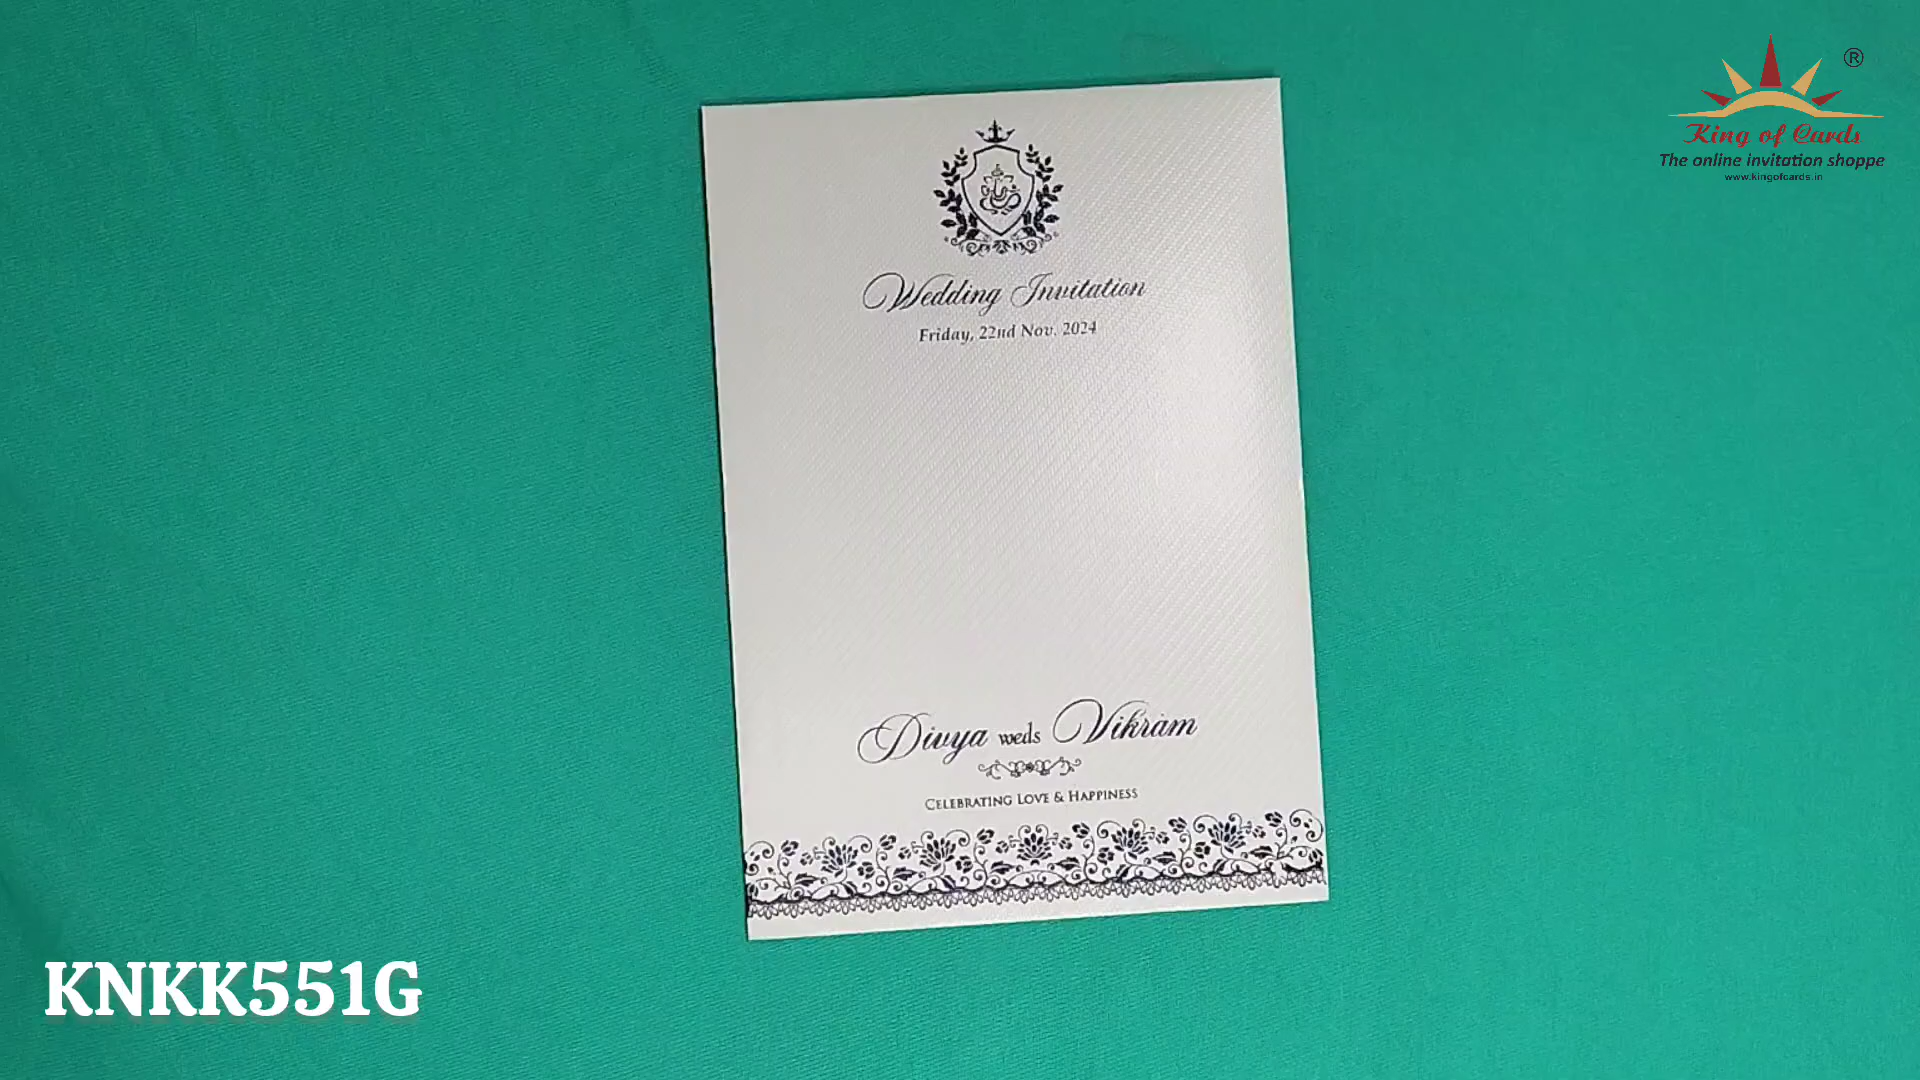 ®
King of Cards
The online invitation shoppe
www.kingofcards.in
Wedding Invitation
Friday, 22nd Nov. 2024
Divya weds Vikram
CELEBRATING LOVE & HAPPINESS
KNKK551G